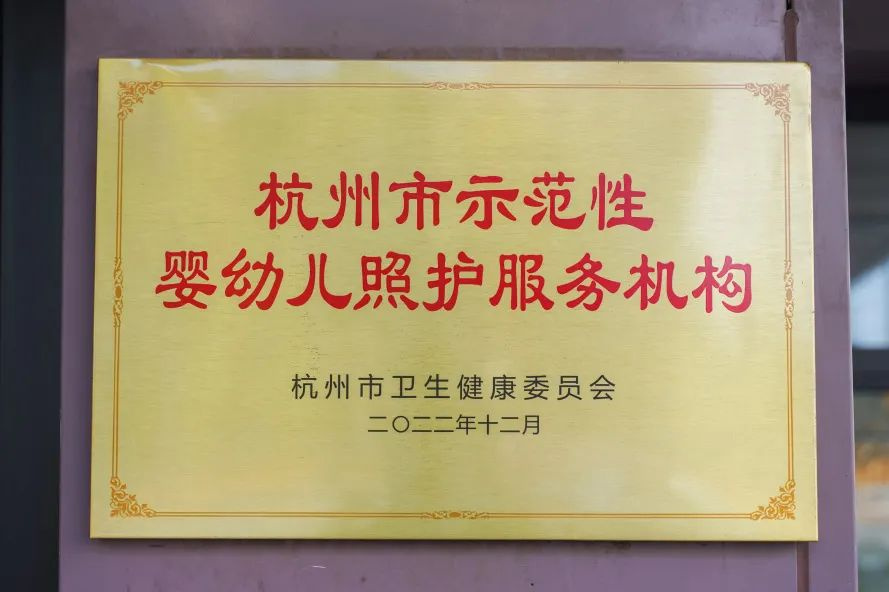 杭州市示范性
婴幼儿照护服务机构
杭州市卫生健康委员会
二〇二二年十二月